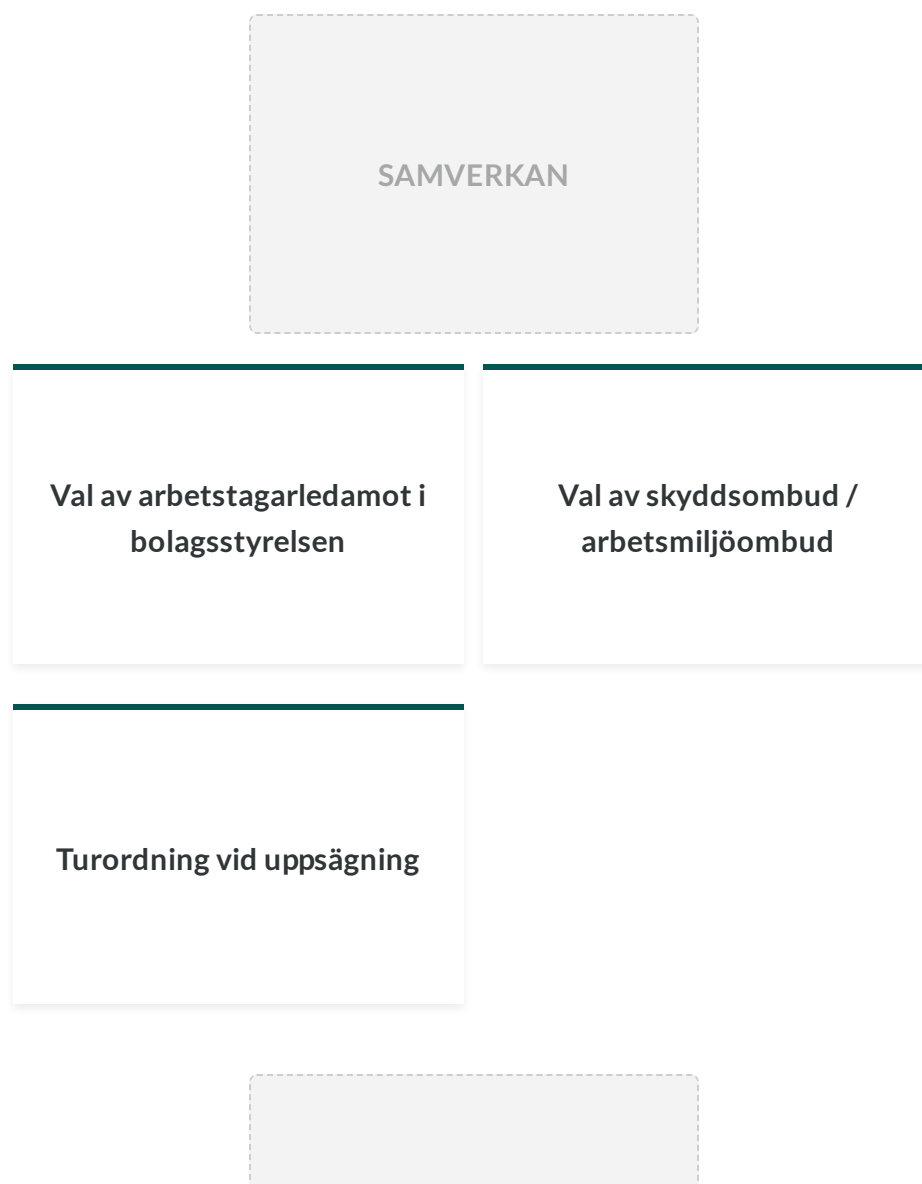 SAMVERKAN
Val av arbetstagarledamot i
bolagsstyrelsen
Val av skyddsombud /
arbetsmiljöombud
Turordning vid uppsägning